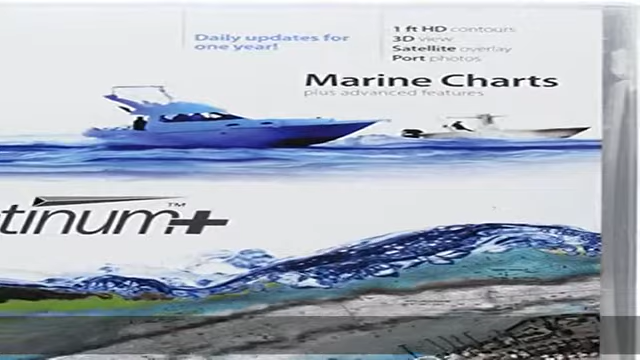 Daily updates for
one year!
1 ft HD contours
3D view
Satellite overlay
Port photos
Marine Charts
plus advanced features
tinum+™